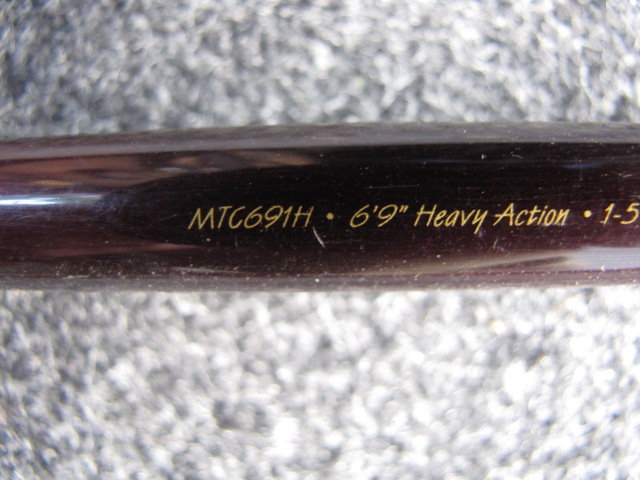 MTC691H • 6'9" Heavy Action • 1-5